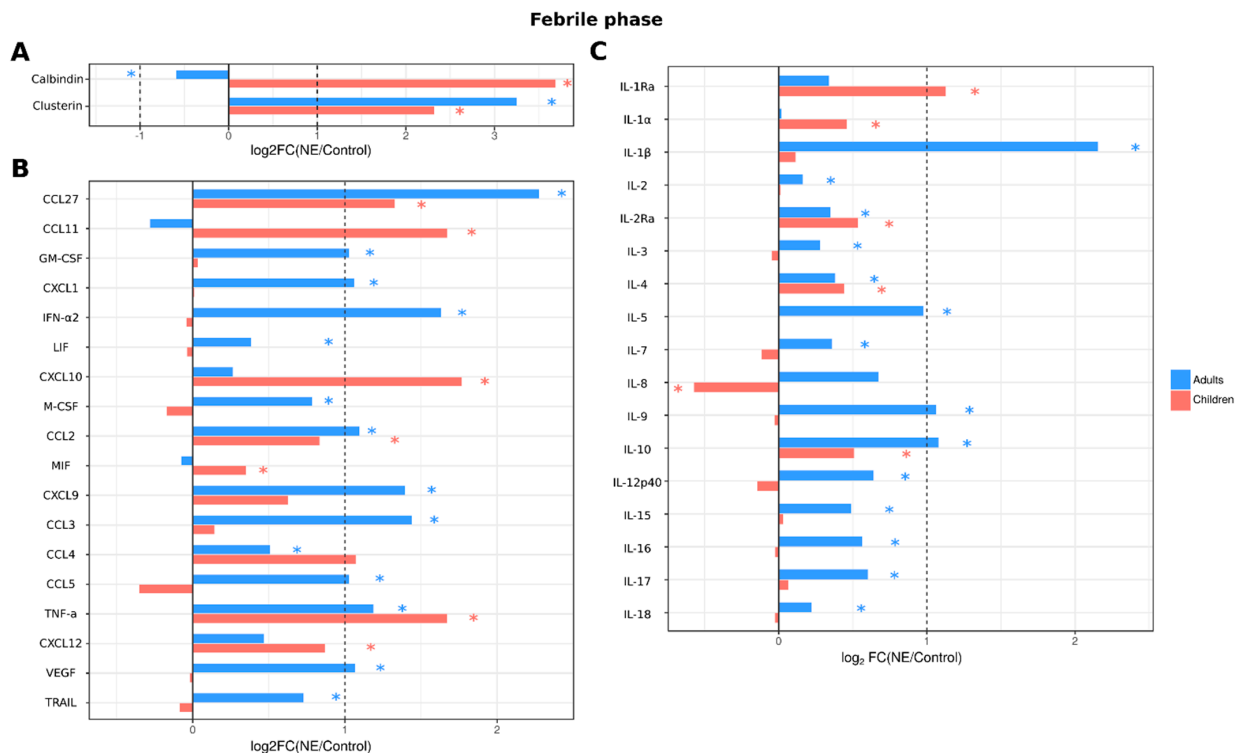 Febrile phase
A
Calbindin
Clusterin
-1 0 1 2 3
log2FC(NE/Control)
B
CCL27
CCL11
GM-CSF
CXCL1
IFN-α2
LIF
CXCL10
M-CSF
CCL2
MIF
CXCL9
CCL3
CCL4
CCL5
TNF-a
CXCL12
VEGF
TRAIL
0 1 2
log2FC(NE/Control)
C
IL-1Ra
IL-1α
IL-1β
IL-2
IL-2Ra
IL-3
IL-4
IL-5
IL-7
IL-8
IL-9
IL-10
IL-12p40
IL-15
IL-16
IL-17
IL-18
0 1 2
log₂ FC(NE/Control)
Adults
Children